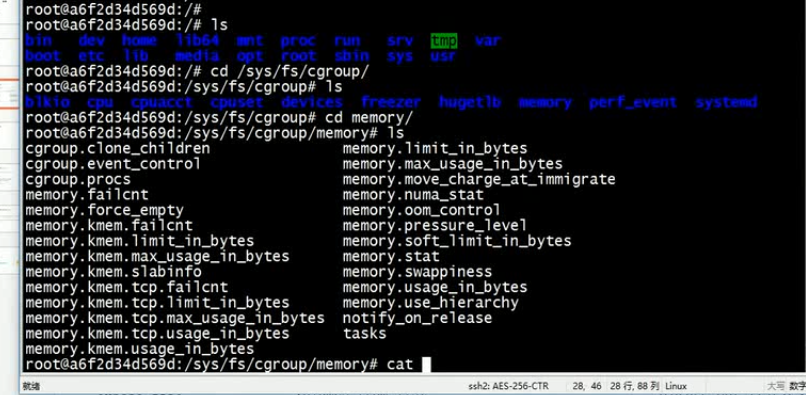 root@a6f2d34d569d:/#
root@a6f2d34d569d:/# ls
bin dev home lib64 mnt proc run srv tmp var
boot etc lib media opt root sbin sys usr
root@a6f2d34d569d:/# cd /sys/fs/cgroup/
root@a6f2d34d569d:/sys/fs/cgroup# ls
blkio cpu cpuacct cpuset devices freezer hugetlb memory perf_event systemd
root@a6f2d34d569d:/sys/fs/cgroup# cd memory/
root@a6f2d34d569d:/sys/fs/cgroup/memory# ls
cgroup.clone_children memory.limit_in_bytes
cgroup.event_control memory.max_usage_in_bytes
cgroup.procs memory.move_charge_at_immigrate
memory.failcnt memory.numa_stat
memory.force_empty memory.oom_control
memory.kmem.failcnt memory.pressure_level
memory.kmem.limit_in_bytes memory.soft_limit_in_bytes
memory.kmem.max_usage_in_bytes memory.stat
memory.kmem.slabinfo memory.swappiness
memory.kmem.tcp.failcnt memory.usage_in_bytes
memory.kmem.tcp.limit_in_bytes memory.use_hierarchy
memory.kmem.tcp.max_usage_in_bytes notify_on_release
memory.kmem.tcp.usage_in_bytes tasks
memory.kmem.usage_in_bytes
root@a6f2d34d569d:/sys/fs/cgroup/memory# cat
就绪 ssh2: AES-256-CTR 28, 46 28 行, 88 列 Linux 大写 数字